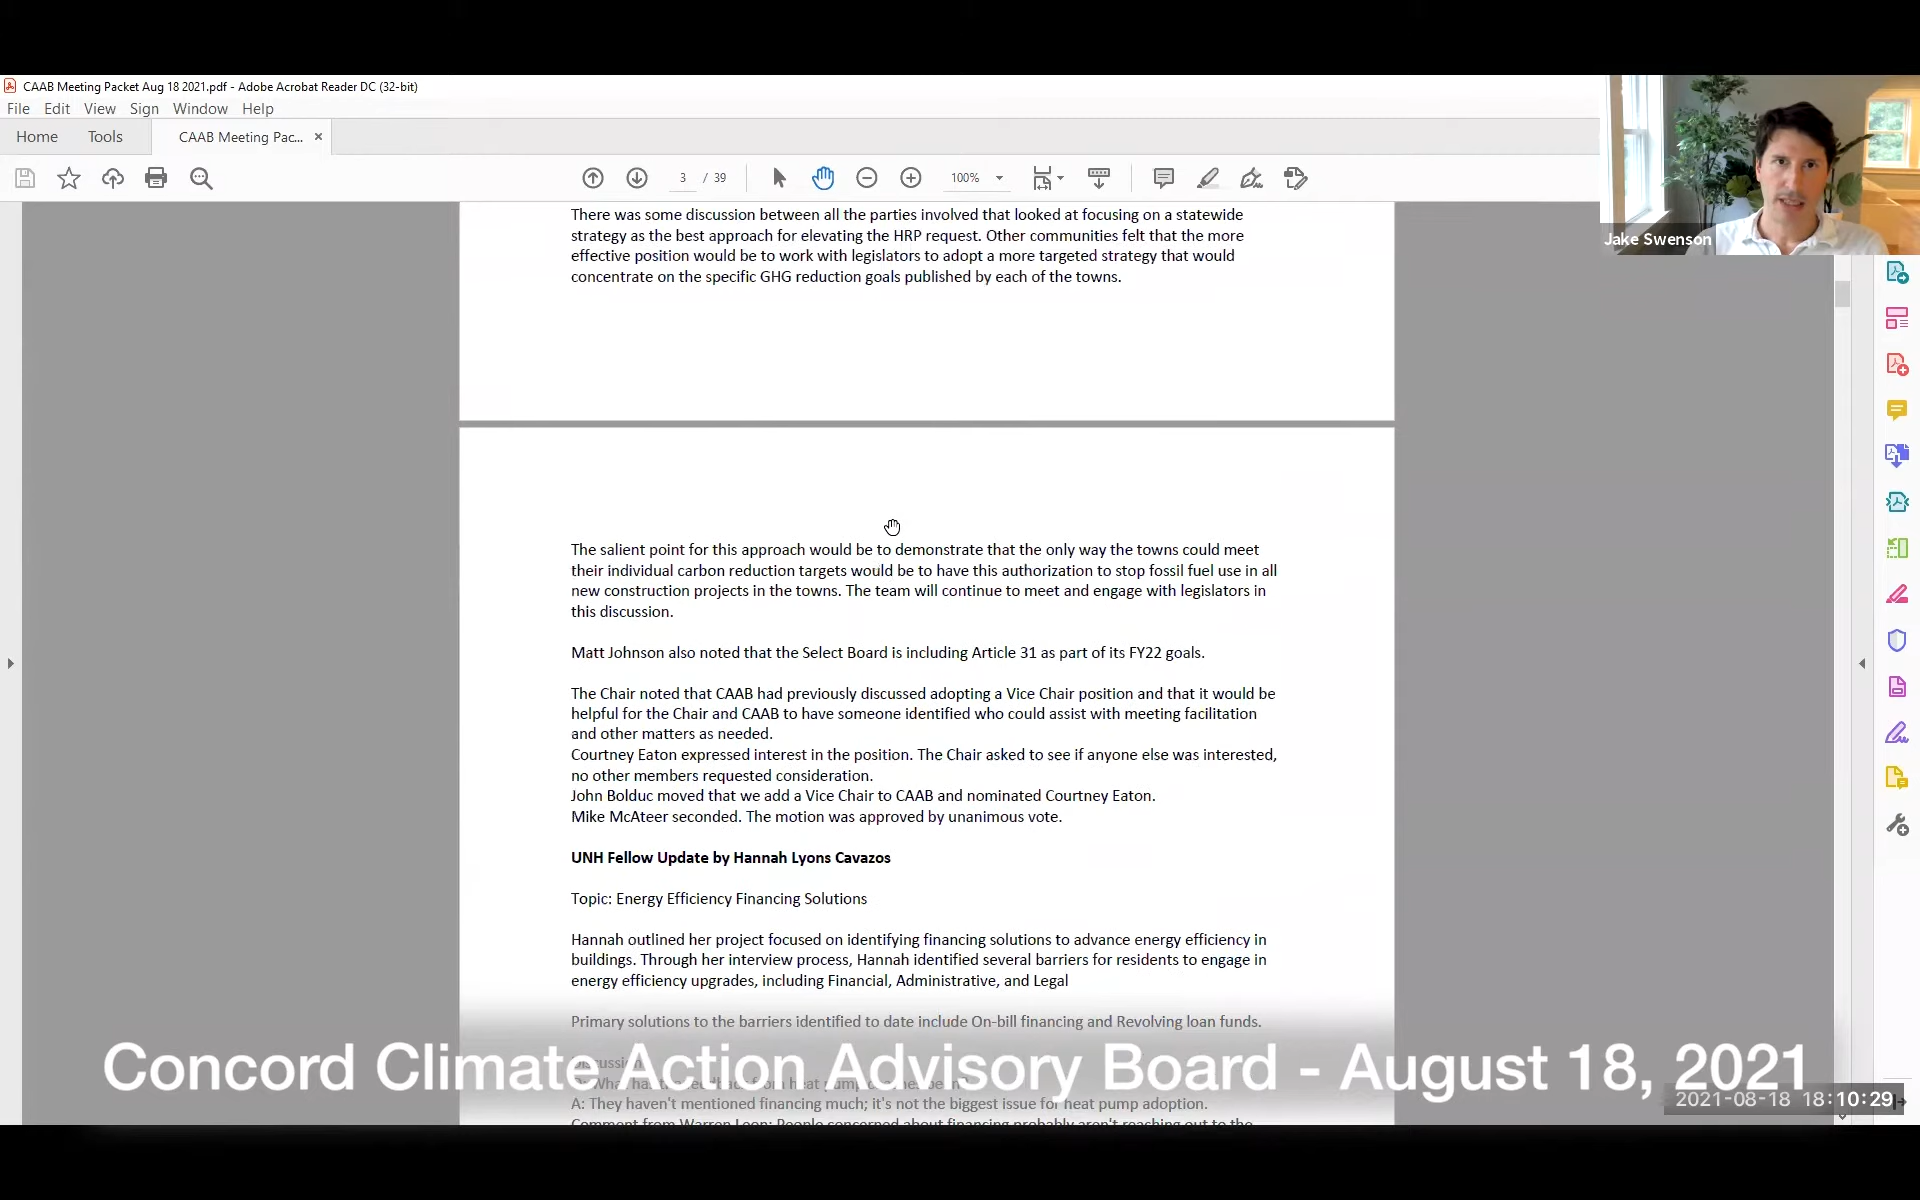 CAAB Meeting Packet Aug 18 2021.pdf - Adobe Acrobat Reader DC (32-bit)
File Edit View Sign Window Help
Home Tools CAAB Meeting Pac... ×
3 / 39 100%
Jake Swenson
There was some discussion between all the parties involved that looked at focusing on a statewide
strategy as the best approach for elevating the HRP request. Other communities felt that the more
effective position would be to work with legislators to adopt a more targeted strategy that would
concentrate on the specific GHG reduction goals published by each of the towns.
The salient point for this approach would be to demonstrate that the only way the towns could meet
their individual carbon reduction targets would be to have this authorization to stop fossil fuel use in all
new construction projects in the towns. The team will continue to meet and engage with legislators in
this discussion.
Matt Johnson also noted that the Select Board is including Article 31 as part of its FY22 goals.
The Chair noted that CAAB had previously discussed adopting a Vice Chair position and that it would be
helpful for the Chair and CAAB to have someone identified who could assist with meeting facilitation
and other matters as needed.
Courtney Eaton expressed interest in the position. The Chair asked to see if anyone else was interested,
no other members requested consideration.
John Bolduc moved that we add a Vice Chair to CAAB and nominated Courtney Eaton.
Mike McAteer seconded. The motion was approved by unanimous vote.
UNH Fellow Update by Hannah Lyons Cavazos
Topic: Energy Efficiency Financing Solutions
Hannah outlined her project focused on identifying financing solutions to advance energy efficiency in
buildings. Through her interview process, Hannah identified several barriers for residents to engage in
energy efficiency upgrades, including Financial, Administrative, and Legal
Primary solutions to the barriers identified to date include On-bill financing and Revolving loan funds.
Concord Climate Action Advisory Board - August 18, 2021
A: They haven't mentioned financing much; it's not the biggest issue for heat pump adoption.
2021-08-18 18:10:29
Comment from Warren Leon: People concerned about financing probably aren't reaching out to the